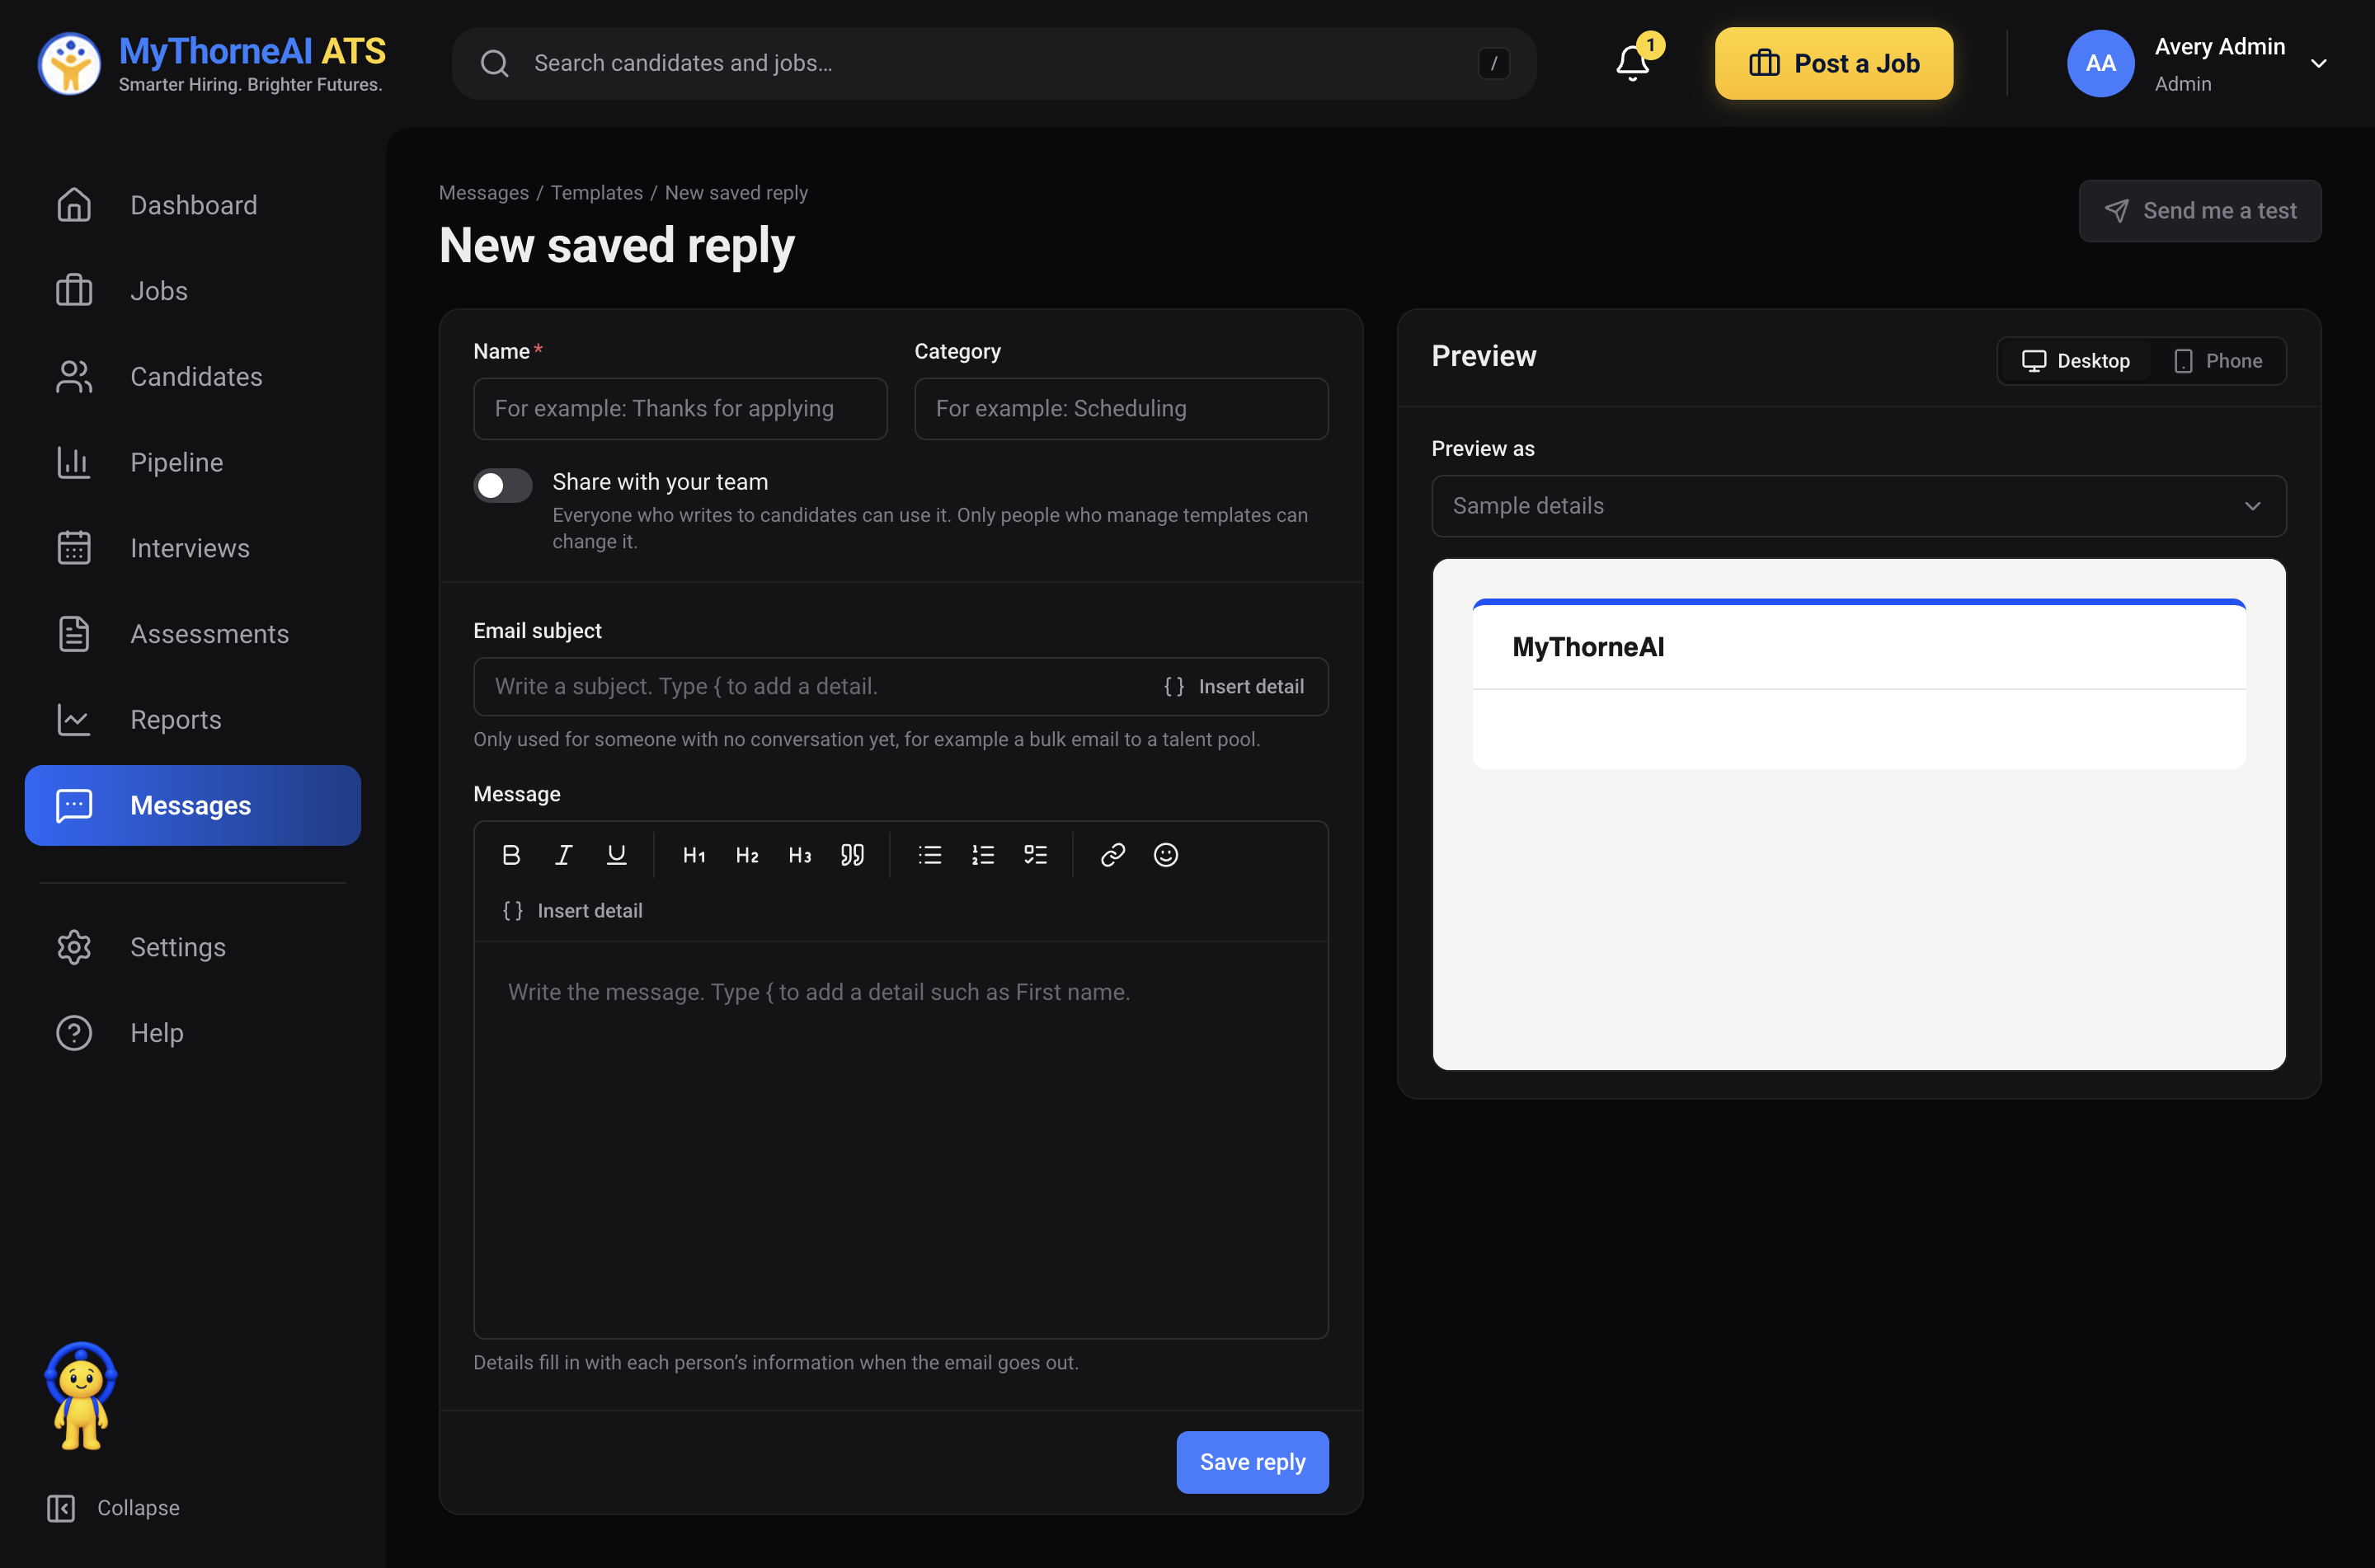 MyThorneAI ATS
Smarter Hiring. Brighter Futures.
Search candidates and jobs…
/
1
Post a Job
AA
Avery Admin
Admin
Dashboard
Jobs
Candidates
Pipeline
Interviews
Assessments
Reports
Messages
Settings
Help
Collapse
Messages / Templates / New saved reply
New saved reply
Send me a test
Name*
For example: Thanks for applying
Category
For example: Scheduling
Share with your team
Everyone who writes to candidates can use it. Only people who manage templates can
change it.
Email subject
Write a subject. Type { to add a detail.
{ } Insert detail
Only used for someone with no conversation yet, for example a bulk email to a talent pool.
Message
B I U H1 H2 H3
{ } Insert detail
Write the message. Type { to add a detail such as First name.
Details fill in with each person’s information when the email goes out.
Save reply
Preview
Desktop
Phone
Preview as
Sample details
MyThorneAI